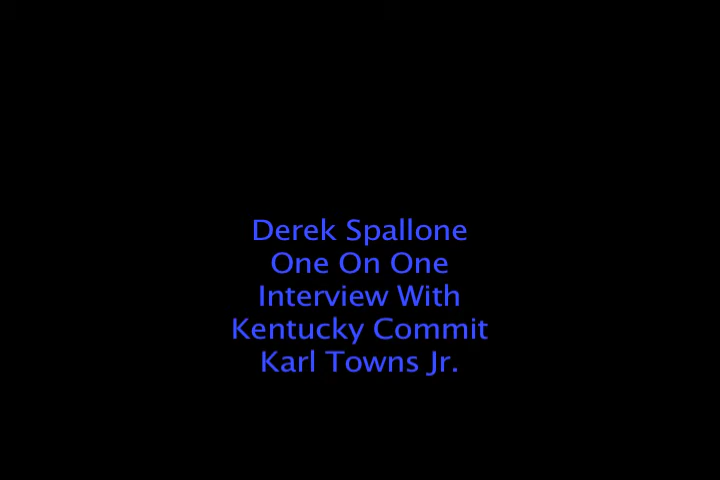 Derek Spallone
One On One
Interview With
Kentucky Commit
Karl Towns Jr.